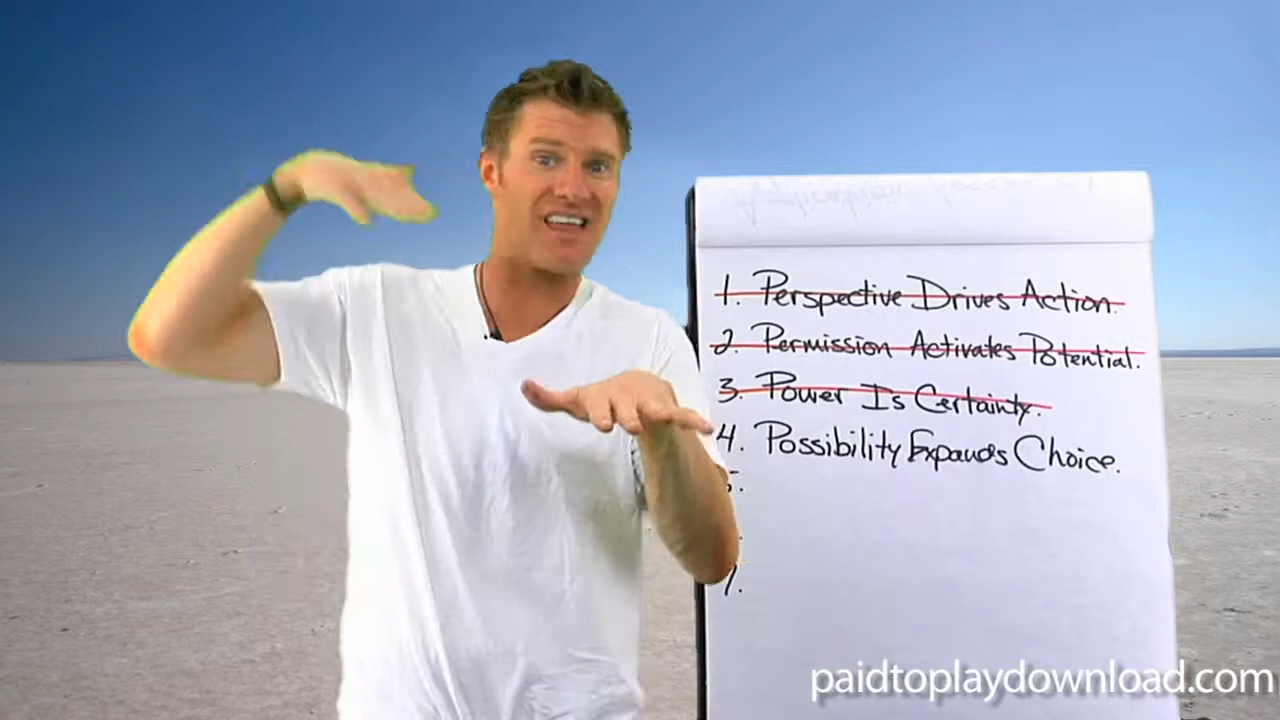 1. Perspective Drives Action.
2. Permission Activates Potential.
3. Power Is Certainty.
4. Possibility Expands Choice.
5.
7.
paidtoplaydownload.com